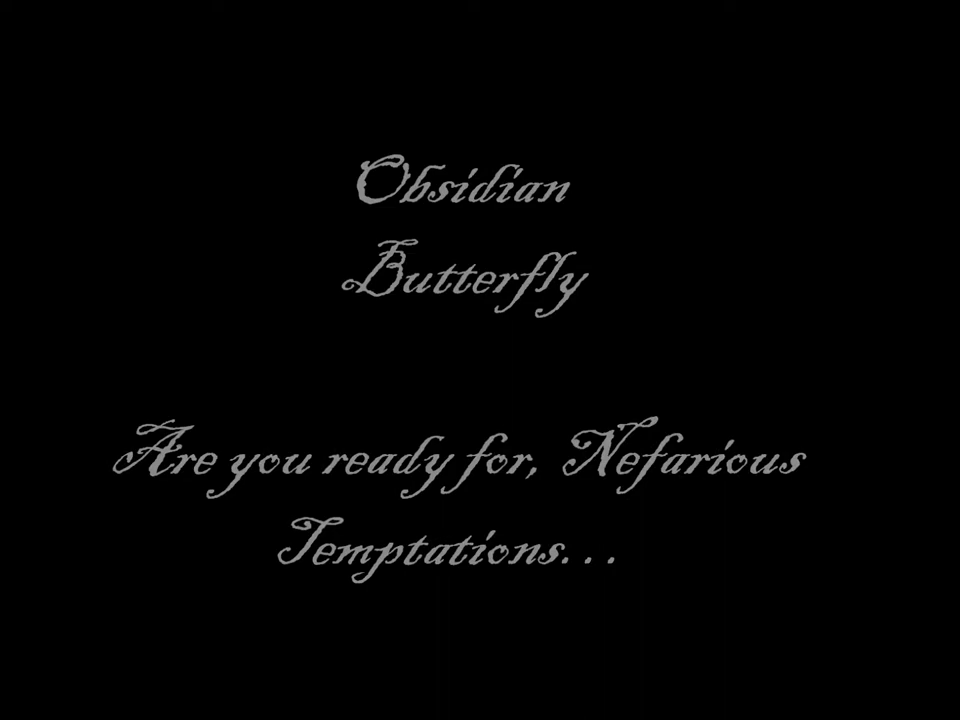 Obsidian
Butterfly
Are you ready for, Nefarious
Temptations...